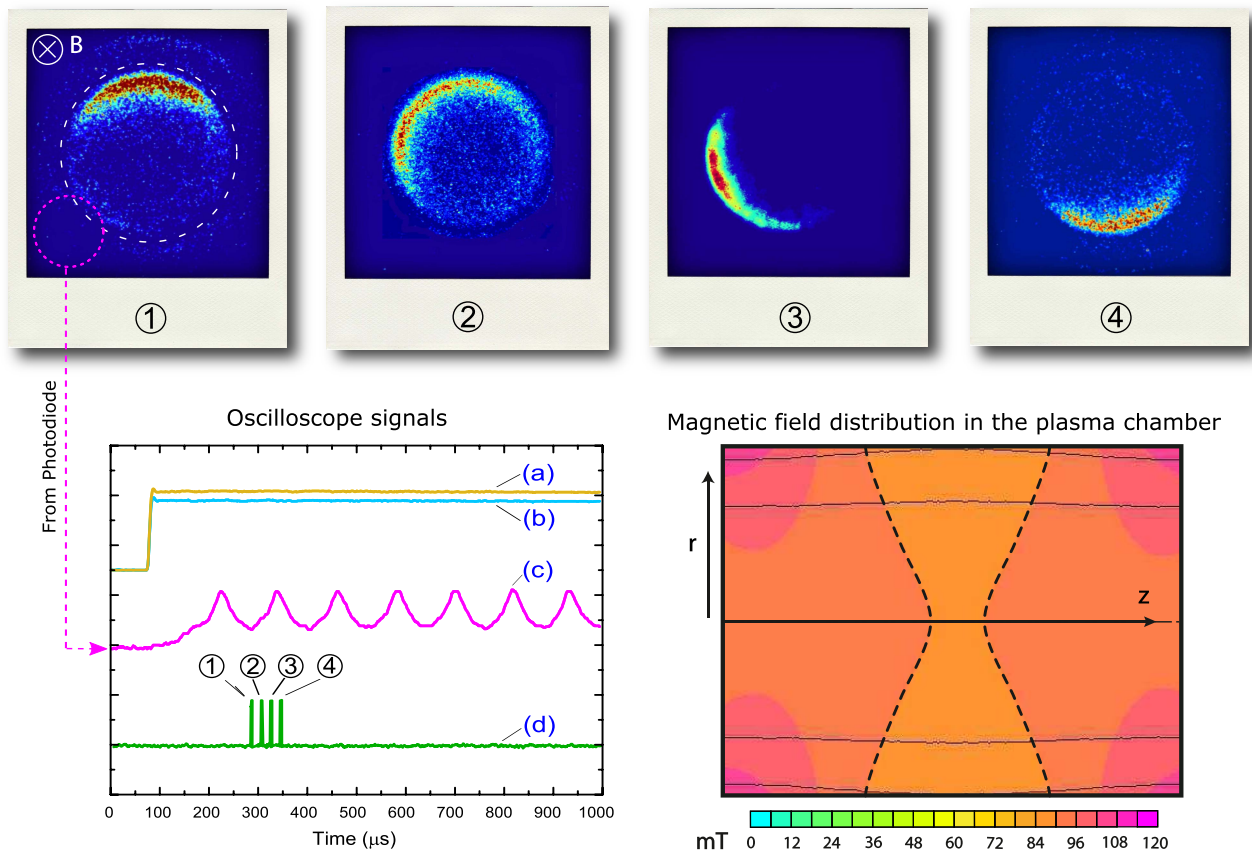 B
① ② ③ ④
From Photodiode
Oscilloscope signals
(a)
(b)
(c)
① ② ③ ④
(d)
0 100 200 300 400 500 600 700 800 900 1000
Time (μs)
Magnetic field distribution in the plasma chamber
r
z
mT 0 12 24 36 48 60 72 84 96 108 120